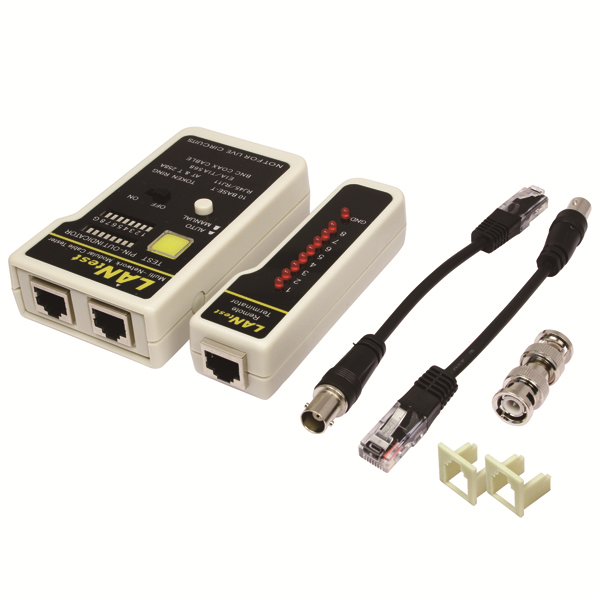 LANtest
Multi-Network Modular Cable Tester
PIN-OUT INDICATOR
TEST
1 2 3 4 5 6 7 8 G
AUTO
MANUAL
ON
OFF
10 BASE-T
TOKEN RING
RJ45/RJ11
AT & T 258A
EIA/TIA568
BNC COAX CABLE
NOT FOR LIVE CIRCUITS
LANtest
Remote
Terminator
1
2
3
4
5
6
7
8
GND